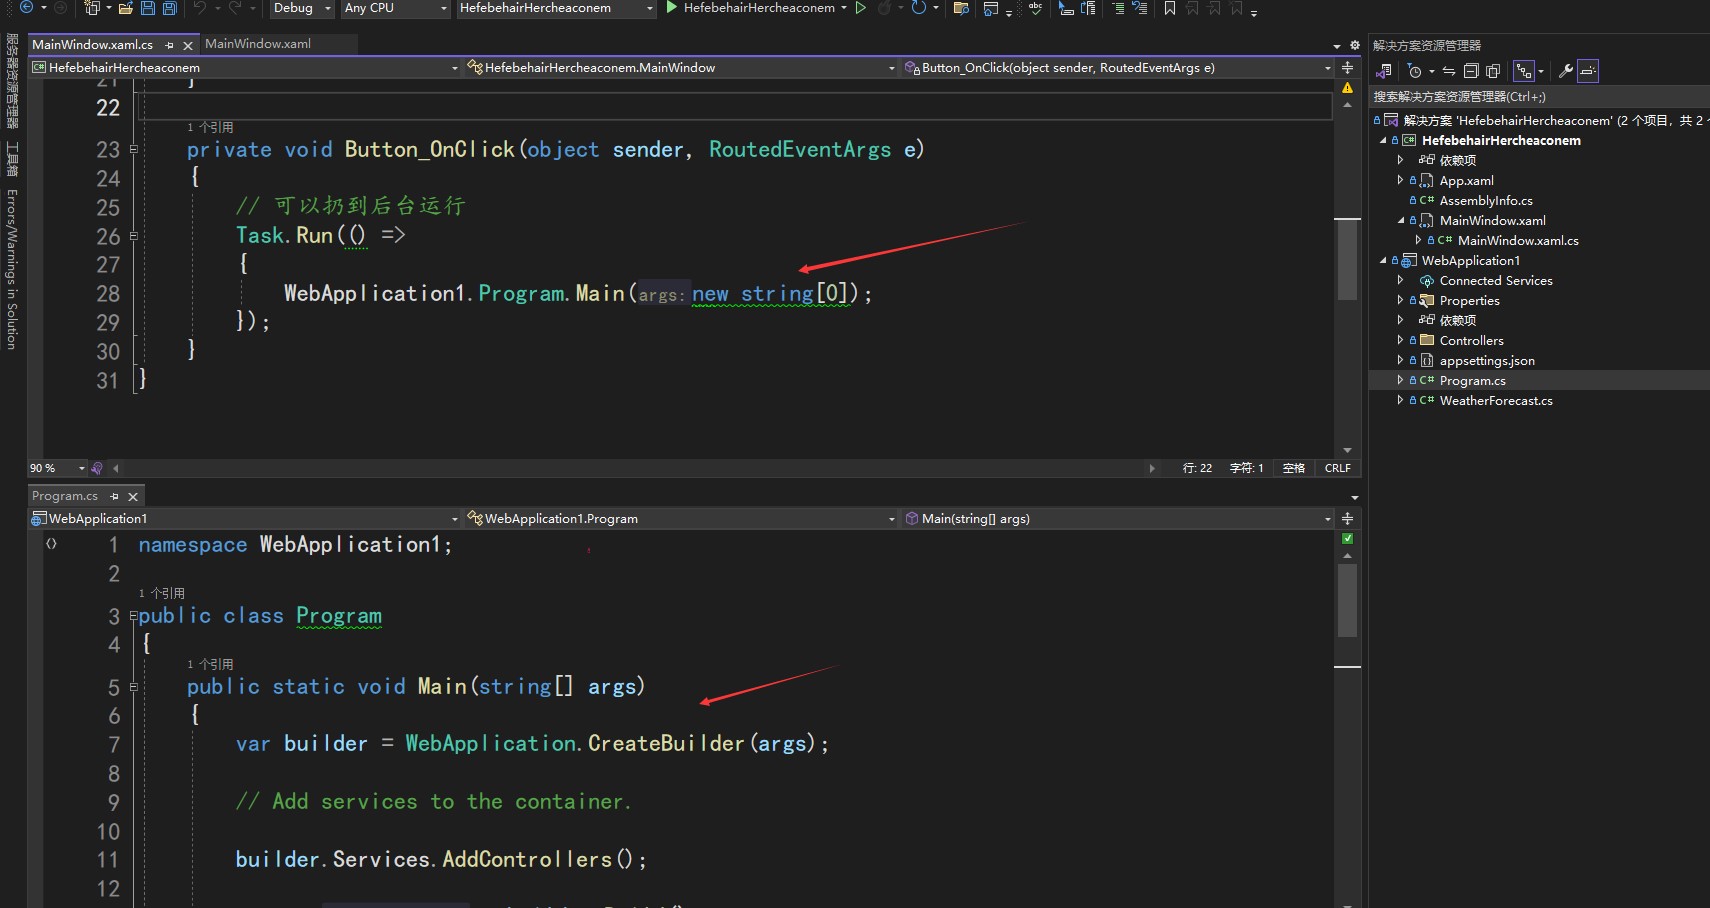 Debug
Any CPU
HefebehairHercheaconem
HefebehairHercheaconem
服务器资源管理器
工具箱
Errors/Warnings in Solution
MainWindow.xaml.cs
MainWindow.xaml
HefebehairHercheaconem
HefebehairHercheaconem.MainWindow
Button_OnClick(object sender, RoutedEventArgs e)
21 }
22
1 个引用
23 private void Button_OnClick(object sender, RoutedEventArgs e)
24 {
25 // 可以扔到后台运行
26 Task.Run(() =>
27 {
28 WebApplication1.Program.Main(args: new string[0]);
29 });
30 }
31 }
90 %
行: 22
字符: 1
空格
CRLF
Program.cs
WebApplication1
WebApplication1.Program
Main(string[] args)
1 namespace WebApplication1;
2
1 个引用
3 public class Program
4 {
1 个引用
5 public static void Main(string[] args)
6 {
7 var builder = WebApplication.CreateBuilder(args);
8
9 // Add services to the container.
10
11 builder.Services.AddControllers();
12
解决方案资源管理器
搜索解决方案资源管理器(Ctrl+;)
解决方案 'HefebehairHercheaconem' (2 个项目，共 2
HefebehairHercheaconem
依赖项
App.xaml
C# AssemblyInfo.cs
MainWindow.xaml
C# MainWindow.xaml.cs
WebApplication1
Connected Services
Properties
依赖项
Controllers
appsettings.json
C# Program.cs
C# WeatherForecast.cs